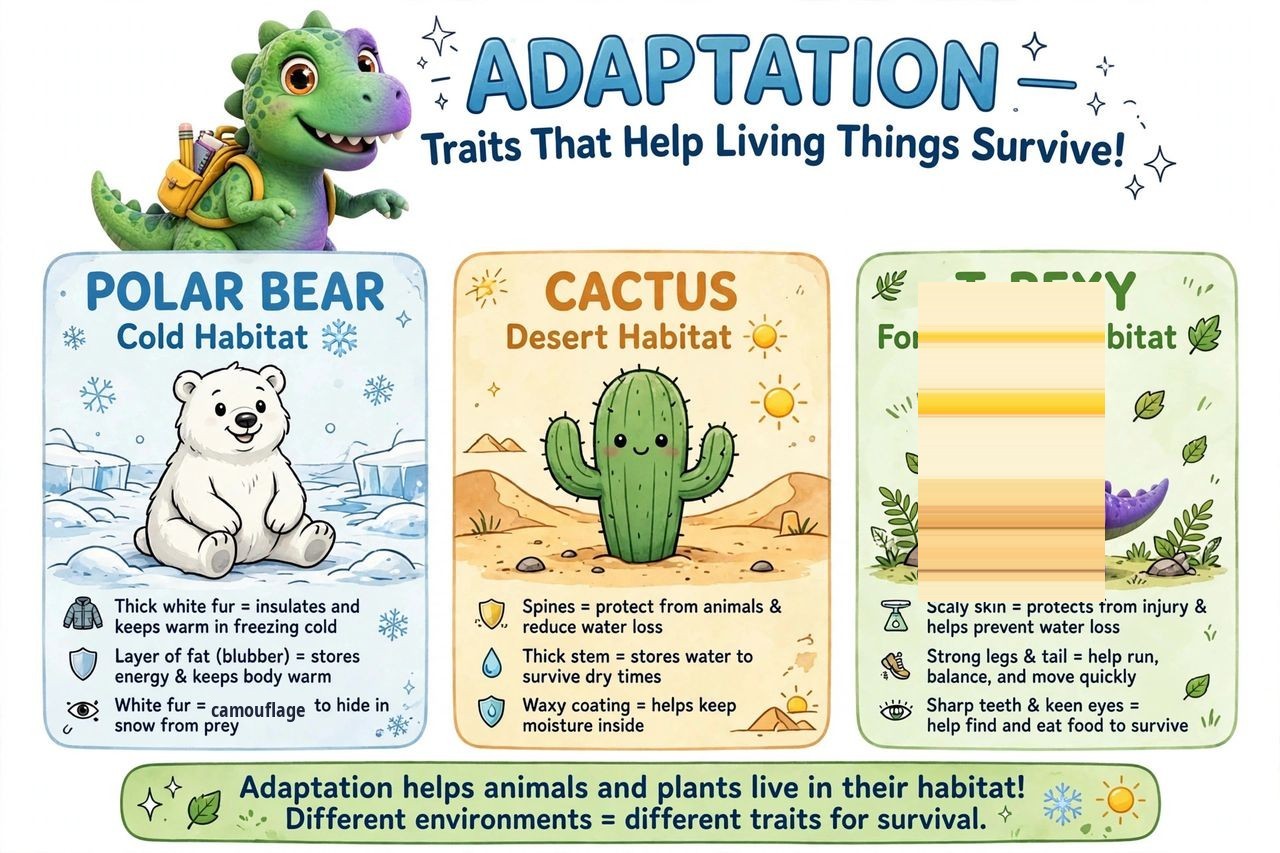 ADAPTATION
Traits That Help Living Things Survive!
POLAR BEAR
Cold Habitat
Thick white fur = insulates and
keeps warm in freezing cold
Layer of fat (blubber) = stores
energy & keeps body warm
White fur = camouflage to hide in
snow from prey
CACTUS
Desert Habitat
Spines = protect from animals &
reduce water loss
Thick stem = stores water to
survive dry times
Waxy coating = helps keep
moisture inside
Scaly skin = protects from injury &
helps prevent water loss
Strong legs & tail = help run,
balance, and move quickly
Sharp teeth & keen eyes =
help find and eat food to survive
Adaptation helps animals and plants live in their habitat!
Different environments = different traits for survival.